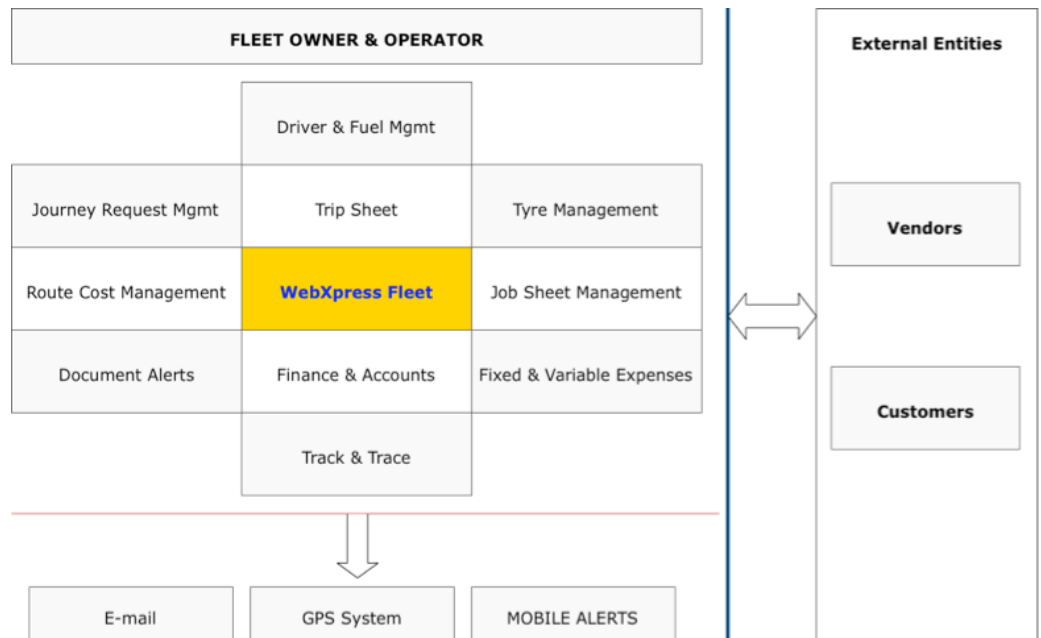 FLEET OWNER & OPERATOR
Driver & Fuel Mgmt
Journey Request Mgmt
Trip Sheet
Tyre Management
Route Cost Management
WebXpress Fleet
Job Sheet Management
Document Alerts
Finance & Accounts
Fixed & Variable Expenses
Track & Trace
E-mail
GPS System
MOBILE ALERTS
External Entities
Vendors
Customers